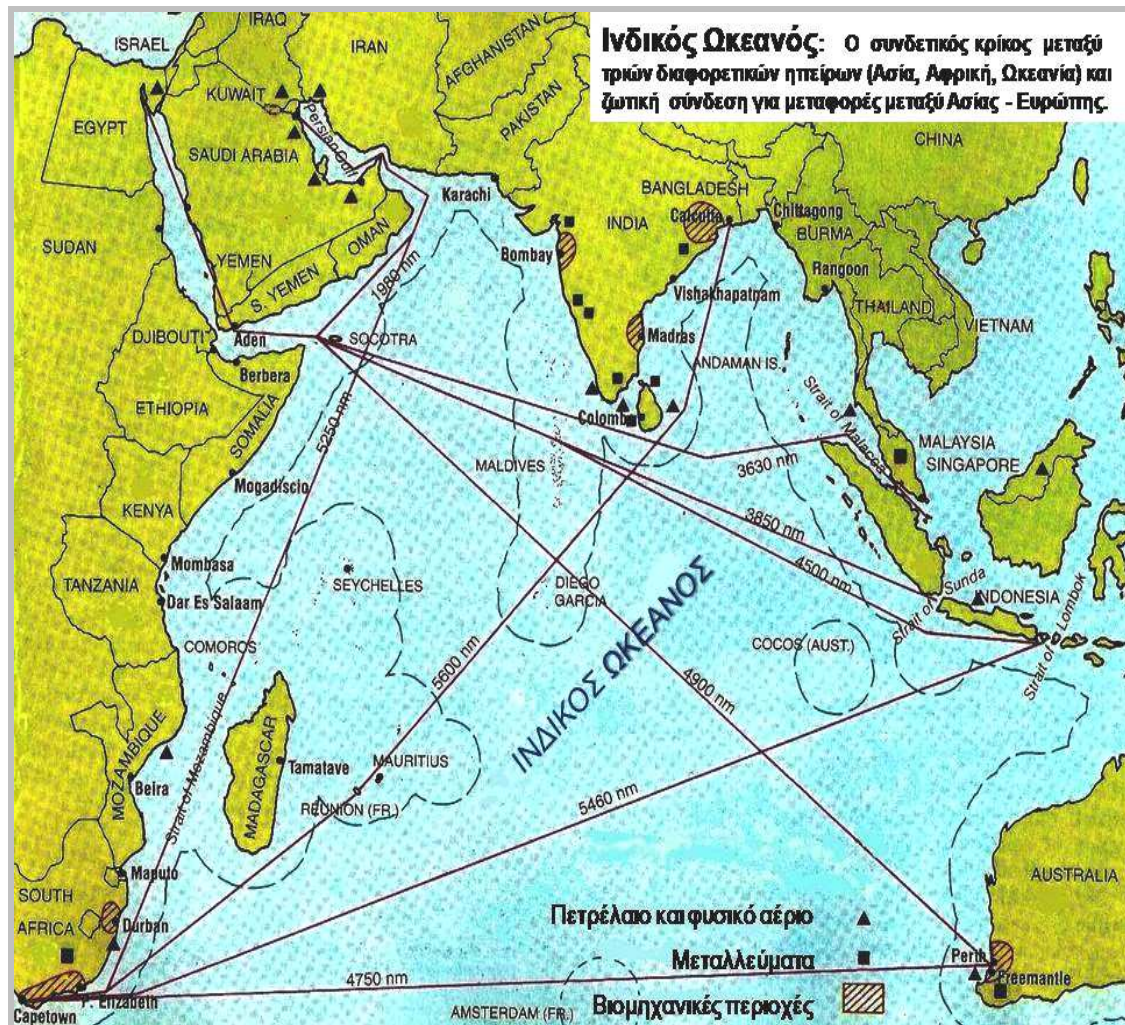 Ινδικός Ωκεανός: Ο συνδετικός κρίκος μεταξύ
τριών διαφορετικών ηπείρων (Ασία, Αφρική, Ωκεανία) και
ζωτική σύνδεση για μεταφορές μεταξύ Ασίας - Ευρώπης.
IRAQ
ISRAEL
IRAN
AFGHANISTAN
KUWAIT
PAKISTAN
CHINA
EGYPT
Persian Gulf
SAUDI ARABIA
Karachi
BANGLADESH
INDIA
Calcutta
Chittagong
BURMA
SUDAN
OMAN
Bombay
YEMEN
S. YEMEN
1980 nm
Rangoon
Vishakhapatnam
THAILAND
VIETNAM
DJIBOUTI
Aden
SOCOTRA
Madras
ANDAMAN IS.
Berbera
ETHIOPIA
SOMALIA
5250 nm
Colombo
Strait of Malacca
MALAYSIA
SINGAPORE
MALDIVES
3630 nm
Mogadiscio
KENYA
3850 nm
4500 nm
Mombasa
TANZANIA
SEYCHELLES
DIEGO
GARCIA
Dar Es Salaam
Strait of Sunda
INDONESIA
Strait of Lombok
COMOROS
COCOS (AUST.)
ΙΝΔΙΚΟΣ ΩΚΕΑΝΟΣ
5600 nm
4900 nm
MOZAMBIQUE
Strait of Mozambique
MADAGASCAR
Tamatave
MAURITIUS
Beira
REUNION (FR.)
5460 nm
Maputo
AUSTRALIA
SOUTH
AFRICA
Durban
Πετρέλαιο και φυσικό αέριο
Μεταλλεύματα
Perth
Freemantle
4750 nm
P. Elizabeth
Capetown
AMSTERDAM (FR.)
Βιομηχανικές περιοχές